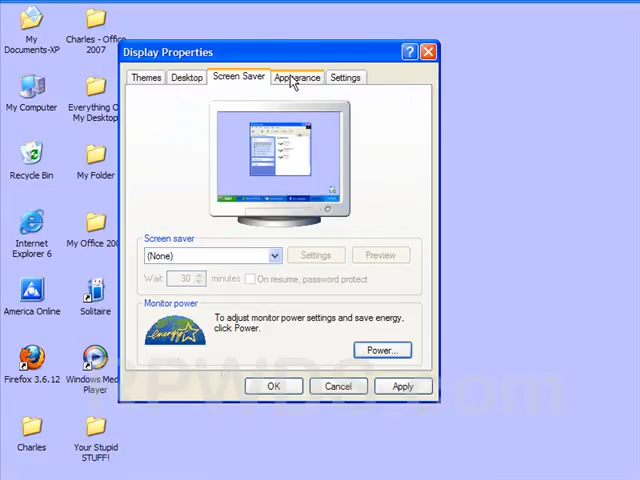 My
Documents-XP
Charles - Office
2007
My Computer
Everything O
My Desktop
Recycle Bin
My Folder
Internet
Explorer 6
My Office 200
America Online
Solitaire
Firefox 3.6.12
Windows Med
Player
Charles
Your Stupid
STUFF!
Display Properties
Themes
Desktop
Screen Saver
Appearance
Settings
Screen saver
(None)
Settings
Preview
Wait:
30
minutes
On resume, password protect
Monitor power
energy
To adjust monitor power settings and save energy,
click Power.
Power...
OK
Cancel
Apply